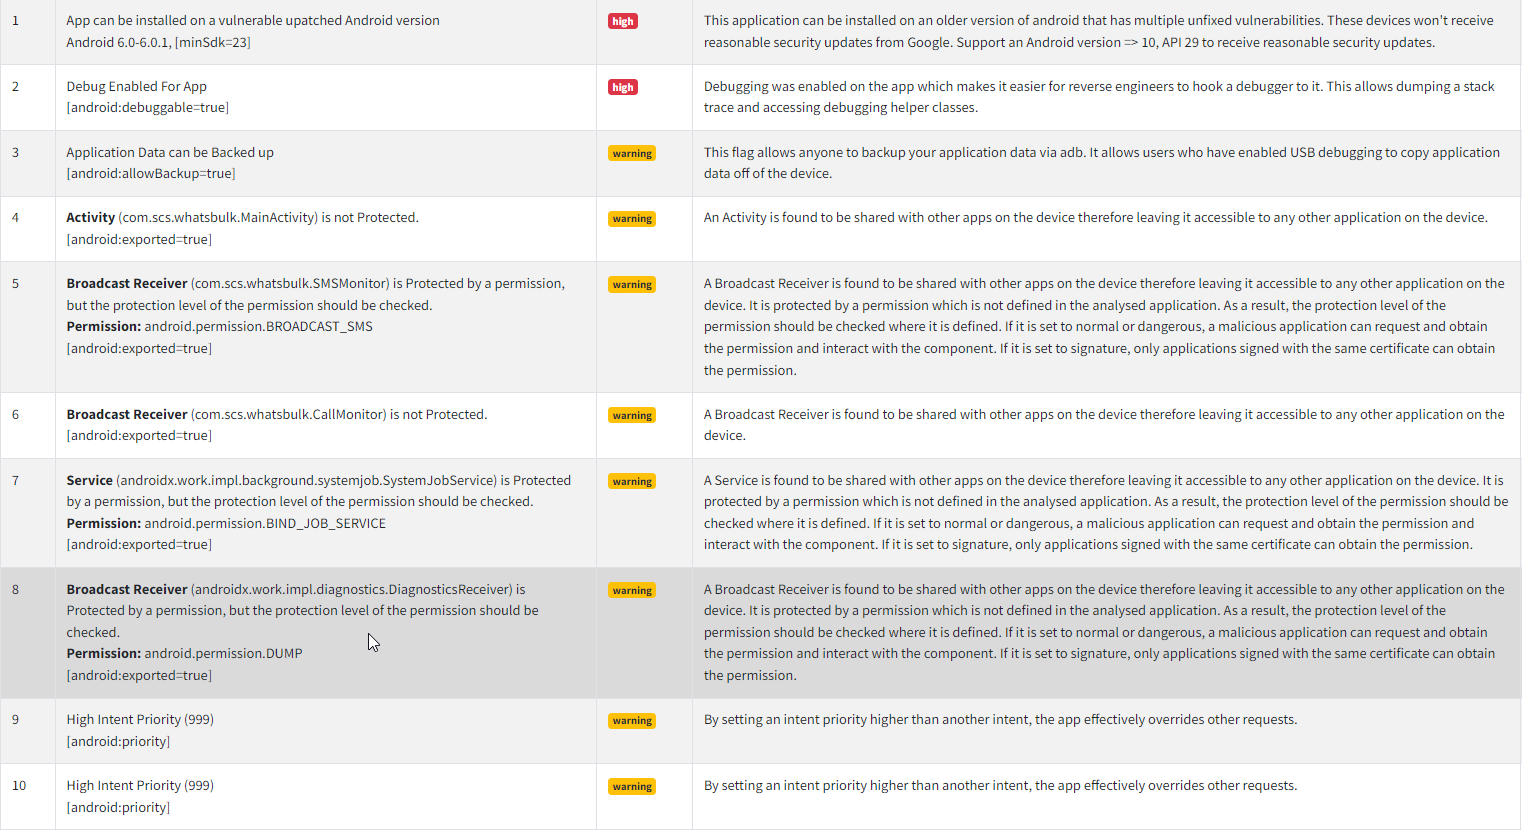 1
App can be installed on a vulnerable upatched Android version
Android 6.0-6.0.1, [minSdk=23]
high
This application can be installed on an older version of android that has multiple unfixed vulnerabilities. These devices won't receive
reasonable security updates from Google. Support an Android version => 10, API 29 to receive reasonable security updates.
2
Debug Enabled For App
[android:debuggable=true]
high
Debugging was enabled on the app which makes it easier for reverse engineers to hook a debugger to it. This allows dumping a stack
trace and accessing debugging helper classes.
3
Application Data can be Backed up
[android:allowBackup=true]
warning
This flag allows anyone to backup your application data via adb. It allows users who have enabled USB debugging to copy application
data off of the device.
4
Activity (com.scs.whatsbulk.MainActivity) is not Protected.
[android:exported=true]
warning
An Activity is found to be shared with other apps on the device therefore leaving it accessible to any other application on the device.
5
Broadcast Receiver (com.scs.whatsbulk.SMSMonitor) is Protected by a permission,
but the protection level of the permission should be checked.
Permission: android.permission.BROADCAST_SMS
[android:exported=true]
warning
A Broadcast Receiver is found to be shared with other apps on the device therefore leaving it accessible to any other application on the
device. It is protected by a permission which is not defined in the analysed application. As a result, the protection level of the
permission should be checked where it is defined. If it is set to normal or dangerous, a malicious application can request and obtain
the permission and interact with the component. If it is set to signature, only applications signed with the same certificate can obtain
the permission.
6
Broadcast Receiver (com.scs.whatsbulk.CallMonitor) is not Protected.
[android:exported=true]
warning
A Broadcast Receiver is found to be shared with other apps on the device therefore leaving it accessible to any other application on the
device.
7
Service (androidx.work.impl.background.systemjob.SystemJobService) is Protected
by a permission, but the protection level of the permission should be checked.
Permission: android.permission.BIND_JOB_SERVICE
[android:exported=true]
warning
A Service is found to be shared with other apps on the device therefore leaving it accessible to any other application on the device. It is
protected by a permission which is not defined in the analysed application. As a result, the protection level of the permission should be
checked where it is defined. If it is set to normal or dangerous, a malicious application can request and obtain the permission and
interact with the component. If it is set to signature, only applications signed with the same certificate can obtain the permission.
8
Broadcast Receiver (androidx.work.impl.diagnostics.DiagnosticsReceiver) is
Protected by a permission, but the protection level of the permission should be
checked.
Permission: android.permission.DUMP
[android:exported=true]
warning
A Broadcast Receiver is found to be shared with other apps on the device therefore leaving it accessible to any other application on the
device. It is protected by a permission which is not defined in the analysed application. As a result, the protection level of the
permission should be checked where it is defined. If it is set to normal or dangerous, a malicious application can request and obtain
the permission and interact with the component. If it is set to signature, only applications signed with the same certificate can obtain
the permission.
9
High Intent Priority (999)
[android:priority]
warning
By setting an intent priority higher than another intent, the app effectively overrides other requests.
10
High Intent Priority (999)
[android:priority]
warning
By setting an intent priority higher than another intent, the app effectively overrides other requests.